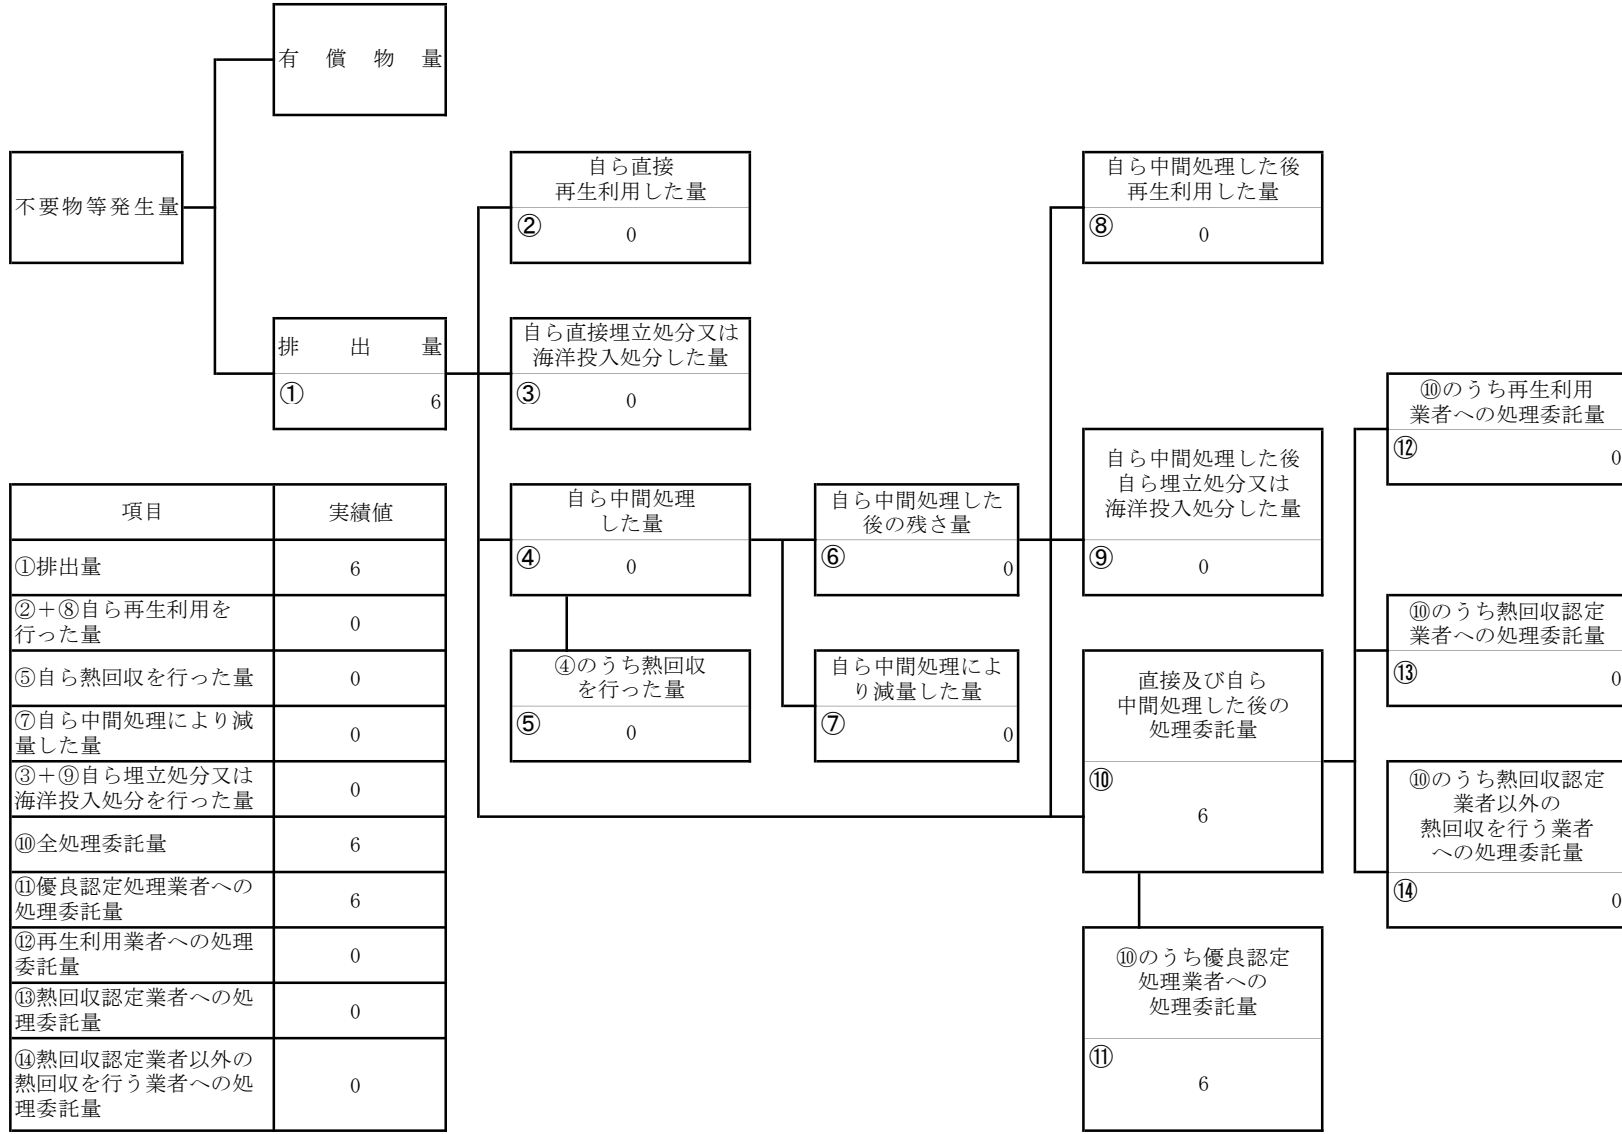 有償物量
不要物等発生量
排出量
① 6
自ら直接
再生利用した量
② 0
自ら直接埋立処分又は
海洋投入処分した量
③ 0
自ら中間処理
した量
④ 0
④のうち熱回収
を行った量
⑤ 0
自ら中間処理した
後の残さ量
⑥ 0
自ら中間処理によ
り減量した量
⑦ 0
自ら中間処理した後
再生利用した量
⑧ 0
自ら中間処理した後
自ら埋立処分又は
海洋投入処分した量
⑨ 0
直接及び自ら
中間処理した後の
処理委託量
⑩
6
⑩のうち優良認定
処理業者への
処理委託量
⑪
6
⑩のうち再生利用
業者への処理委託量
⑫ 0
⑩のうち熱回収認定
業者への処理委託量
⑬ 0
⑩のうち熱回収認定
業者以外の
熱回収を行う業者
への処理委託量
⑭ 0
項目 実績値
①排出量 6
②＋⑧自ら再生利用を
行った量 0
⑤自ら熱回収を行った量 0
⑦自ら中間処理により減
量した量 0
③＋⑨自ら埋立処分又は
海洋投入処分を行った量 0
⑩全処理委託量 6
⑪優良認定処理業者への
処理委託量 6
⑫再生利用業者への処理
委託量 0
⑬熱回収認定業者への処
理委託量 0
⑭熱回収認定業者以外の
熱回収を行う業者への処
理委託量 0